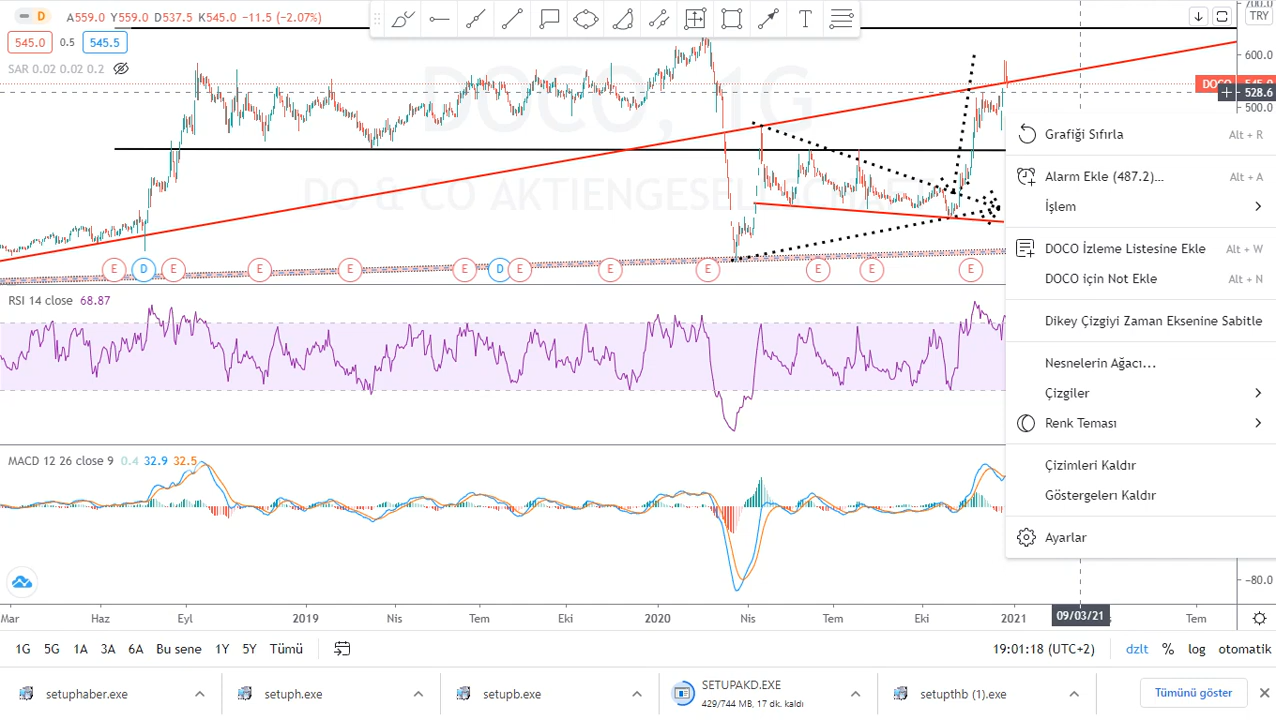 D A559.0 Y559.0 D537.5 K545.0 −11.5 (−2.07%)
545.0 0.5 545.5
SAR 0.02 0.02 0.2
T
TRY
700.0
600.0
DOCO 545.0
528.6
500.0
DOCO, 1G
DO & CO AKTIENGESELLSCHAFT
E D E E E E D E E E E E E
Grafiği Sıfırla Alt + R
Alarm Ekle (487.2)... Alt + A
İşlem
DOCO İzleme Listesine Ekle Alt + W
DOCO için Not Ekle Alt + N
Dikey Çizgiyi Zaman Eksenine Sabitle
Nesnelerin Ağacı...
Çizgiler
Renk Teması
Çizimleri Kaldır
Göstergeleri Kaldır
Ayarlar
RSI 14 close 68.87
MACD 12 26 close 9 0.4 32.9 32.5
−80.0
Mar Haz Eyl 2019 Nis Tem Eki 2020 Nis Tem Eki 2021 09/03/21 Tem
1G 5G 1A 3A 6A Bu sene 1Y 5Y Tümü 19:01:18 (UTC+2) dzlt % log otomatik
setuphaber.exe setuph.exe setupb.exe SETUPAKD.EXE setupthb (1).exe Tümünü göster
429/744 MB, 17 dk. kaldı